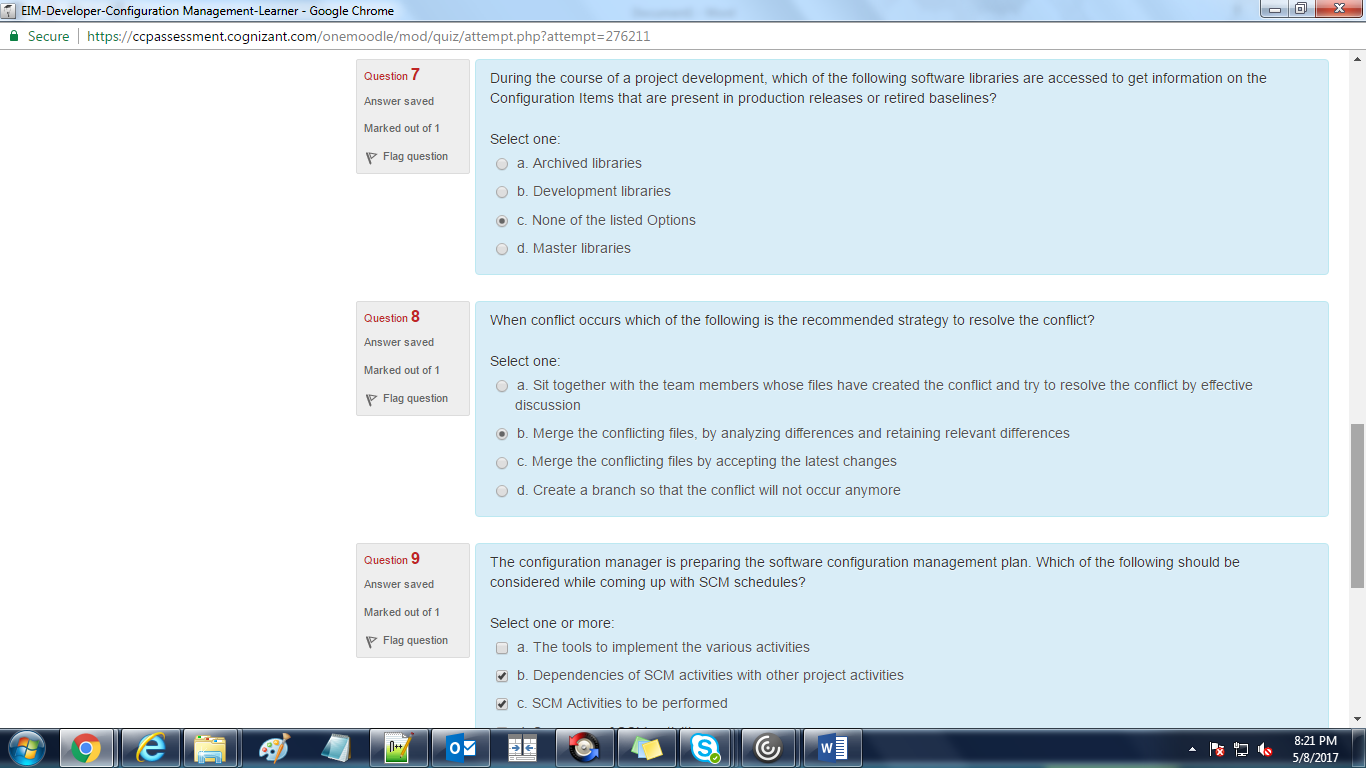 EIM-Developer-Configuration Management-Learner - Google Chrome
Secure
https://ccpassessment.cognizant.com/onemoodle/mod/quiz/attempt.php?attempt=276211
Question 7
Answer saved
Marked out of 1
Flag question
During the course of a project development, which of the following software libraries are accessed to get information on the
Configuration Items that are present in production releases or retired baselines?
Select one:
a. Archived libraries
b. Development libraries
c. None of the listed Options
d. Master libraries
Question 8
Answer saved
Marked out of 1
Flag question
When conflict occurs which of the following is the recommended strategy to resolve the conflict?
Select one:
a. Sit together with the team members whose files have created the conflict and try to resolve the conflict by effective
discussion
b. Merge the conflicting files, by analyzing differences and retaining relevant differences
c. Merge the conflicting files by accepting the latest changes
d. Create a branch so that the conflict will not occur anymore
Question 9
Answer saved
Marked out of 1
Flag question
The configuration manager is preparing the software configuration management plan. Which of the following should be
considered while coming up with SCM schedules?
Select one or more:
a. The tools to implement the various activities
b. Dependencies of SCM activities with other project activities
c. SCM Activities to be performed
8:21 PM
5/8/2017